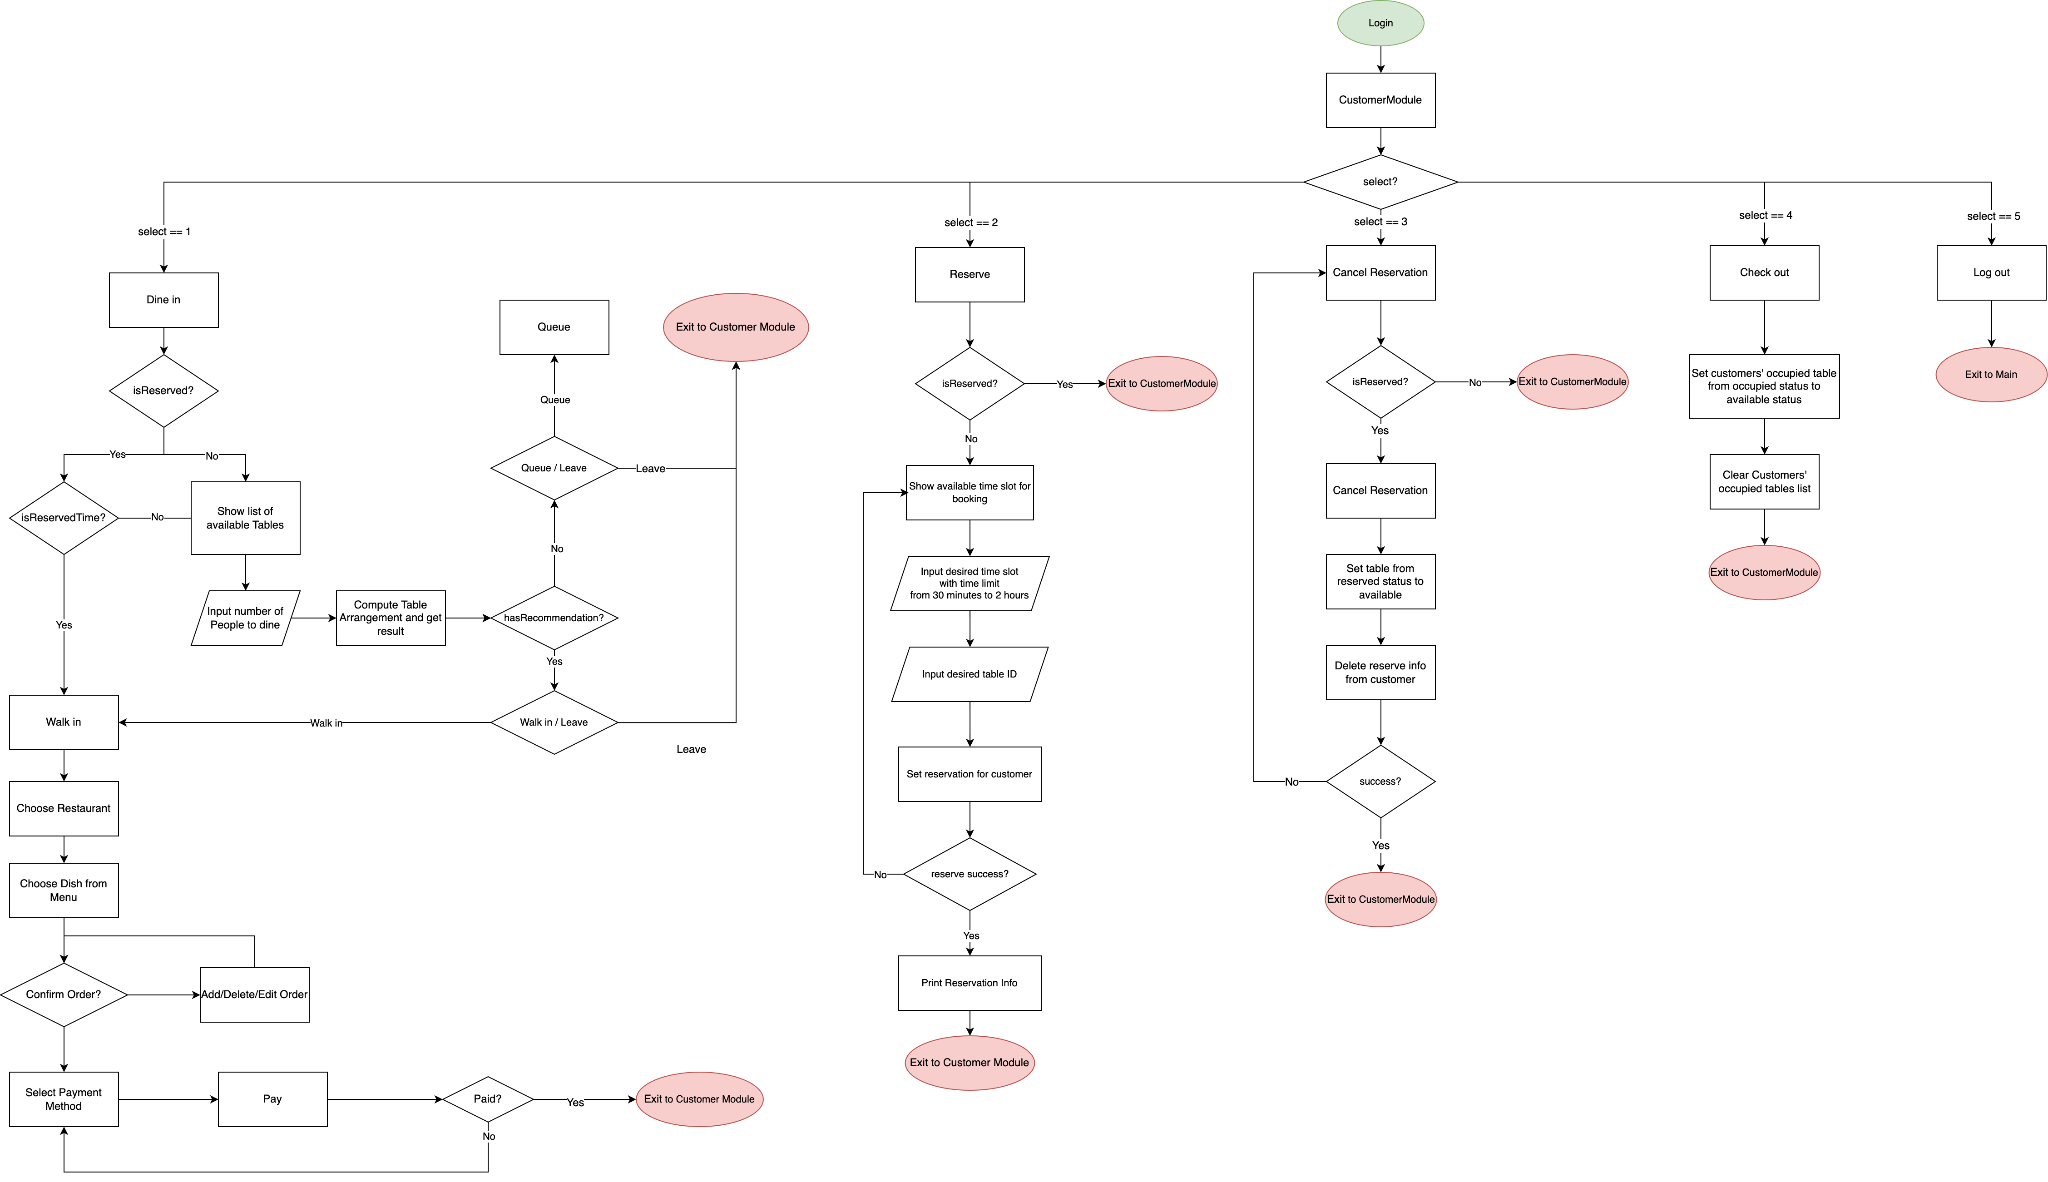 Login
CustomerModule
select?
select == 1
select == 2
select == 3
select == 4
select == 5
Dine in
isReserved?
Yes
No
isReservedTime?
No
Show list of
available Tables
Yes
Input number of
People to dine
Compute Table
Arrangement and get
result
hasRecommendation?
No
Queue / Leave
Queue
Queue
Leave
Exit to Customer Module
Yes
Walk in / Leave
Leave
Walk in
Walk in
Choose Restaurant
Choose Dish from
Menu
Confirm Order?
Add/Delete/Edit Order
Select Payment
Method
Pay
Paid?
Yes
Exit to Customer Module
No
Reserve
isReserved?
Yes
Exit to CustomerModule
No
Show available time slot for
booking
Input desired time slot
with time limit
from 30 minutes to 2 hours
Input desired table ID
Set reservation for customer
reserve success?
No
Yes
Print Reservation Info
Exit to Customer Module
Cancel Reservation
isReserved?
No
Exit to CustomerModule
Yes
Cancel Reservation
Set table from
reserved status to
available
Delete reserve info
from customer
success?
No
Yes
Exit to CustomerModule
Check out
Set customers' occupied table
from occupied status to
available status
Clear Customers'
occupied tables list
Exit to CustomerModule
Log out
Exit to Main